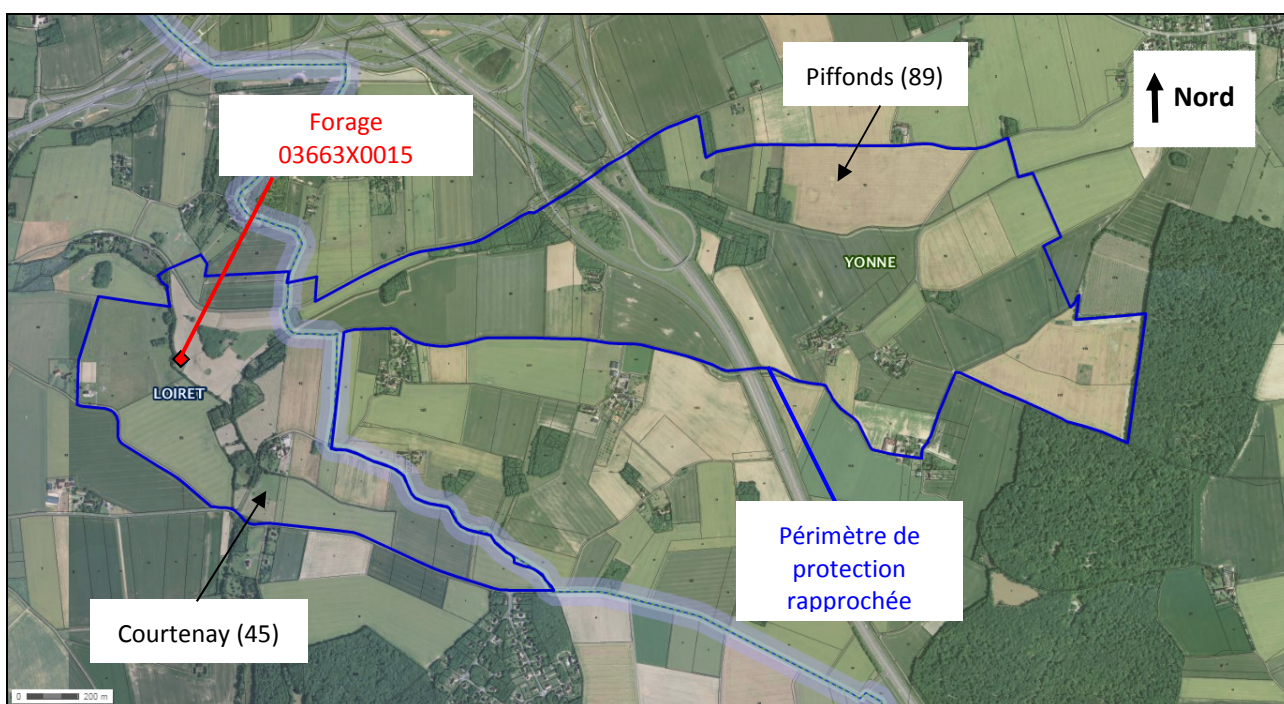 Piffonds (89)
Nord
Forage
03663X0015
YONNE
LOIRET
Périmètre de
protection
rapprochée
Courtenay (45)
0 200 m